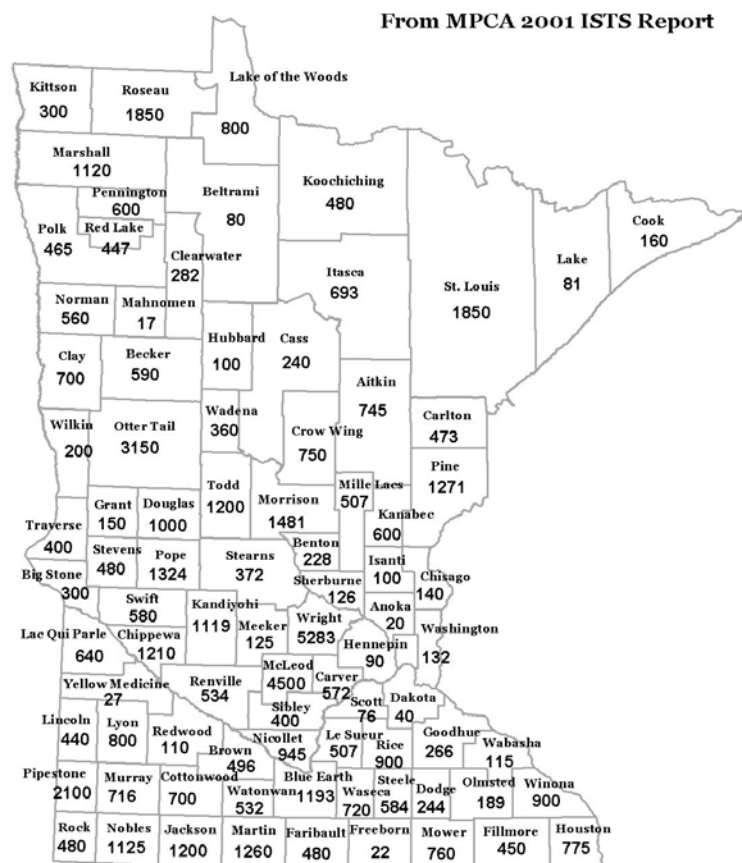 From MPCA 2001 ISTS Report
Kittson
300
Roseau
1850
Lake of the Woods
800
Marshall
1120
Koochiching
480
Pennington
600
Beltrami
80
Polk
465
Red Lake
447
Clearwater
282
Cook
160
Lake
81
Itasca
693
St. Louis
1850
Norman
560
Mahnomen
17
Hubbard
100
Cass
240
Clay
700
Becker
590
Aitkin
745
Wadena
360
Carlton
473
Wilkin
200
Otter Tail
3150
Crow Wing
750
Pine
1271
Todd
1200
Morrison
1481
Mille Lacs
507
Kanabec
600
Grant
150
Douglas
1000
Traverse
400
Stevens
480
Pope
1324
Stearns
372
Benton
228
Isanti
100
Chisago
140
Big Stone
300
Sherburne
126
Swift
580
Kandiyohi
1119
Anoka
20
Wright
5283
Meeker
125
Washington
132
Lac Qui Parle
640
Chippewa
1210
Hennepin
90
McLeod
4500
Carver
572
Yellow Medicine
27
Renville
534
Scott
76
Dakota
40
Sibley
400
Lincoln
440
Lyon
800
Redwood
110
Nicollet
945
Le Sueur
507
Rice
900
Goodhue
266
Wabasha
115
Brown
496
Pipestone
2100
Murray
716
Cottonwood
700
Watonwan
532
Blue Earth
1193
Waseca
720
Steele
584
Dodge
244
Olmsted
189
Winona
900
Rock
480
Nobles
1125
Jackson
1200
Martin
1260
Faribault
480
Freeborn
22
Mower
760
Fillmore
450
Houston
775